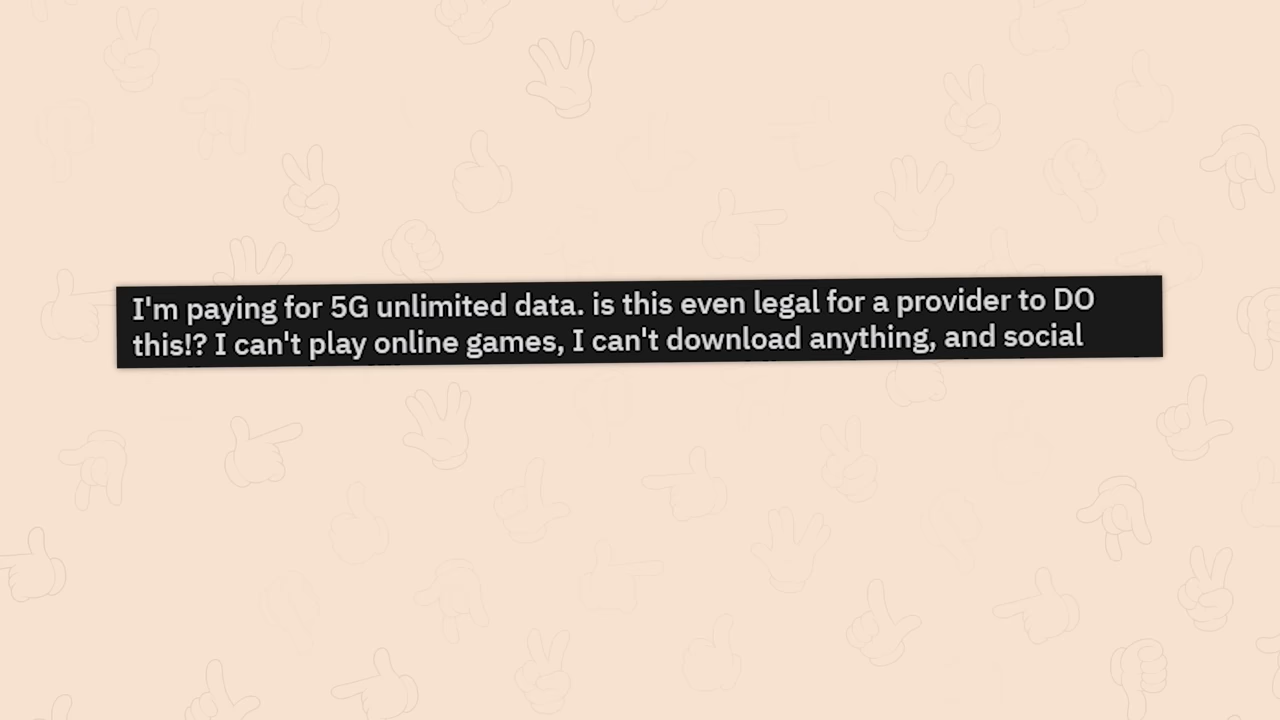 I'm paying for 5G unlimited data. is this even legal for a provider to DO
this!? I can't play online games, I can't download anything, and social